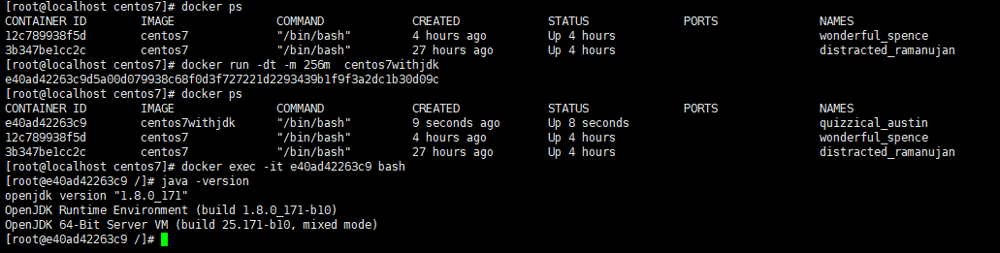 [root@localhost centos7]# docker ps
CONTAINER ID IMAGE COMMAND CREATED STATUS PORTS NAMES
12c789938f5d centos7 "/bin/bash" 4 hours ago Up 4 hours wonderful_spence
3b347be1cc2c centos7 "/bin/bash" 27 hours ago Up 4 hours distracted_ramanujan
[root@localhost centos7]# docker run -dt -m 256m  centos7withjdk
e40ad42263c9d5a00d079938c68f0d3f727221d2293439b1f9f3a2dc1b30d09c
[root@localhost centos7]# docker ps
CONTAINER ID IMAGE COMMAND CREATED STATUS PORTS NAMES
e40ad42263c9 centos7withjdk "/bin/bash" 9 seconds ago Up 8 seconds quizzical_austin
12c789938f5d centos7 "/bin/bash" 4 hours ago Up 4 hours wonderful_spence
3b347be1cc2c centos7 "/bin/bash" 27 hours ago Up 4 hours distracted_ramanujan
[root@localhost centos7]# docker exec -it e40ad42263c9 bash
[root@e40ad42263c9 /]# java -version
openjdk version "1.8.0_171"
OpenJDK Runtime Environment (build 1.8.0_171-b10)
OpenJDK 64-Bit Server VM (build 25.171-b10, mixed mode)
[root@e40ad42263c9 /]#